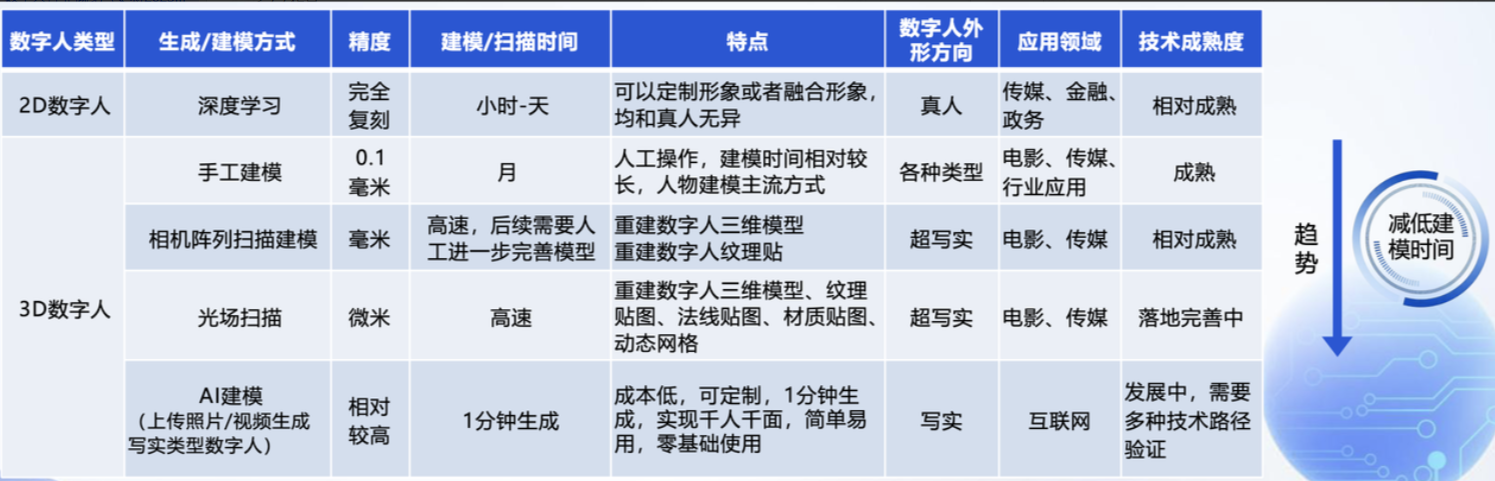 数字人类型
生成/建模方式
精度
建模/扫描时间
特点
数字人外
形方向
应用领域
技术成熟度
2D数字人
深度学习
完全
复刻
小时-天
可以定制形象或者融合形象，
均和真人无异
真人
传媒、金融、
政务
相对成熟
3D数字人
手工建模
0.1
毫米
月
人工操作，建模时间相对较
长，人物建模主流方式
各种类型
电影、传媒、
行业应用
成熟
相机阵列扫描建模
毫米
高速，后续需要人
工进一步完善模型
重建数字人三维模型
重建数字人纹理贴
超写实
电影、传媒
相对成熟
光场扫描
微米
高速
重建数字人三维模型、纹理
贴图、法线贴图、材质贴图、
动态网格
超写实
电影、传媒
落地完善中
AI建模
（上传照片/视频生成
写实类型数字人）
相对
较高
1分钟生成
成本低，可定制，1分钟生
成，实现千人千面，简单易
用，零基础使用
写实
互联网
发展中，需要
多种技术路径
验证
趋势
减低建
模时间